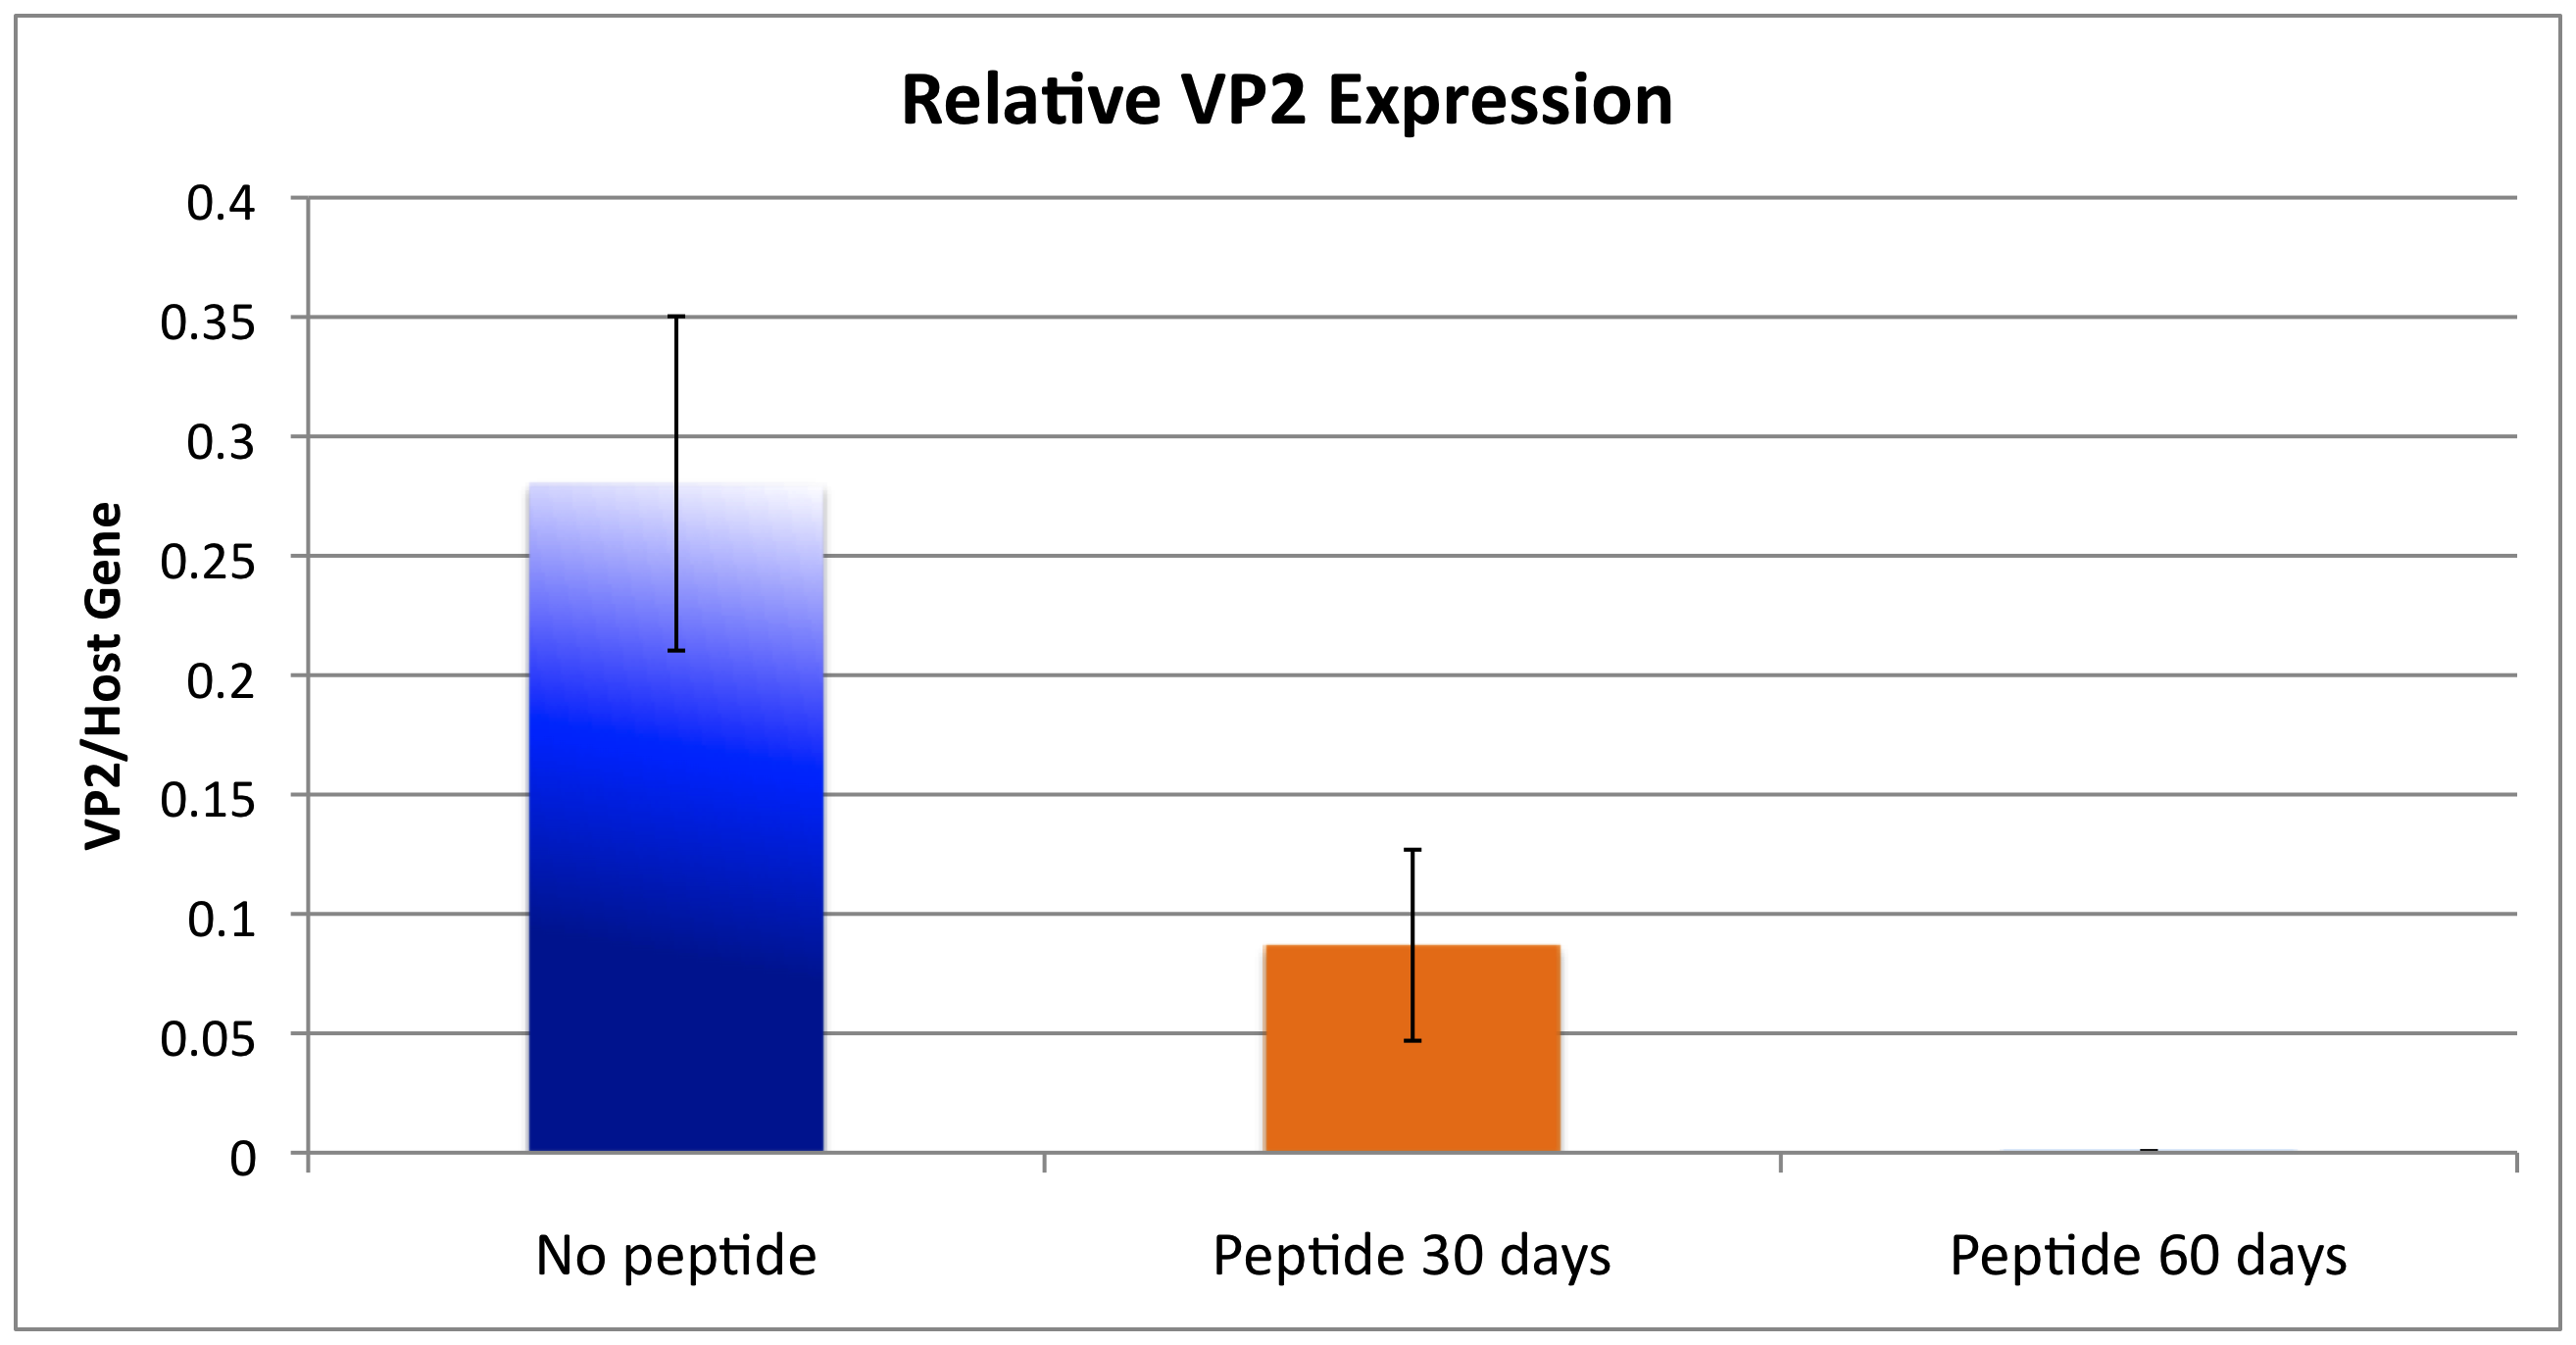 Relative VP2 Expression
VP2/Host Gene
0.4
0.35
0.3
0.25
0.2
0.15
0.1
0.05
0
No peptide
Peptide 30 days
Peptide 60 days